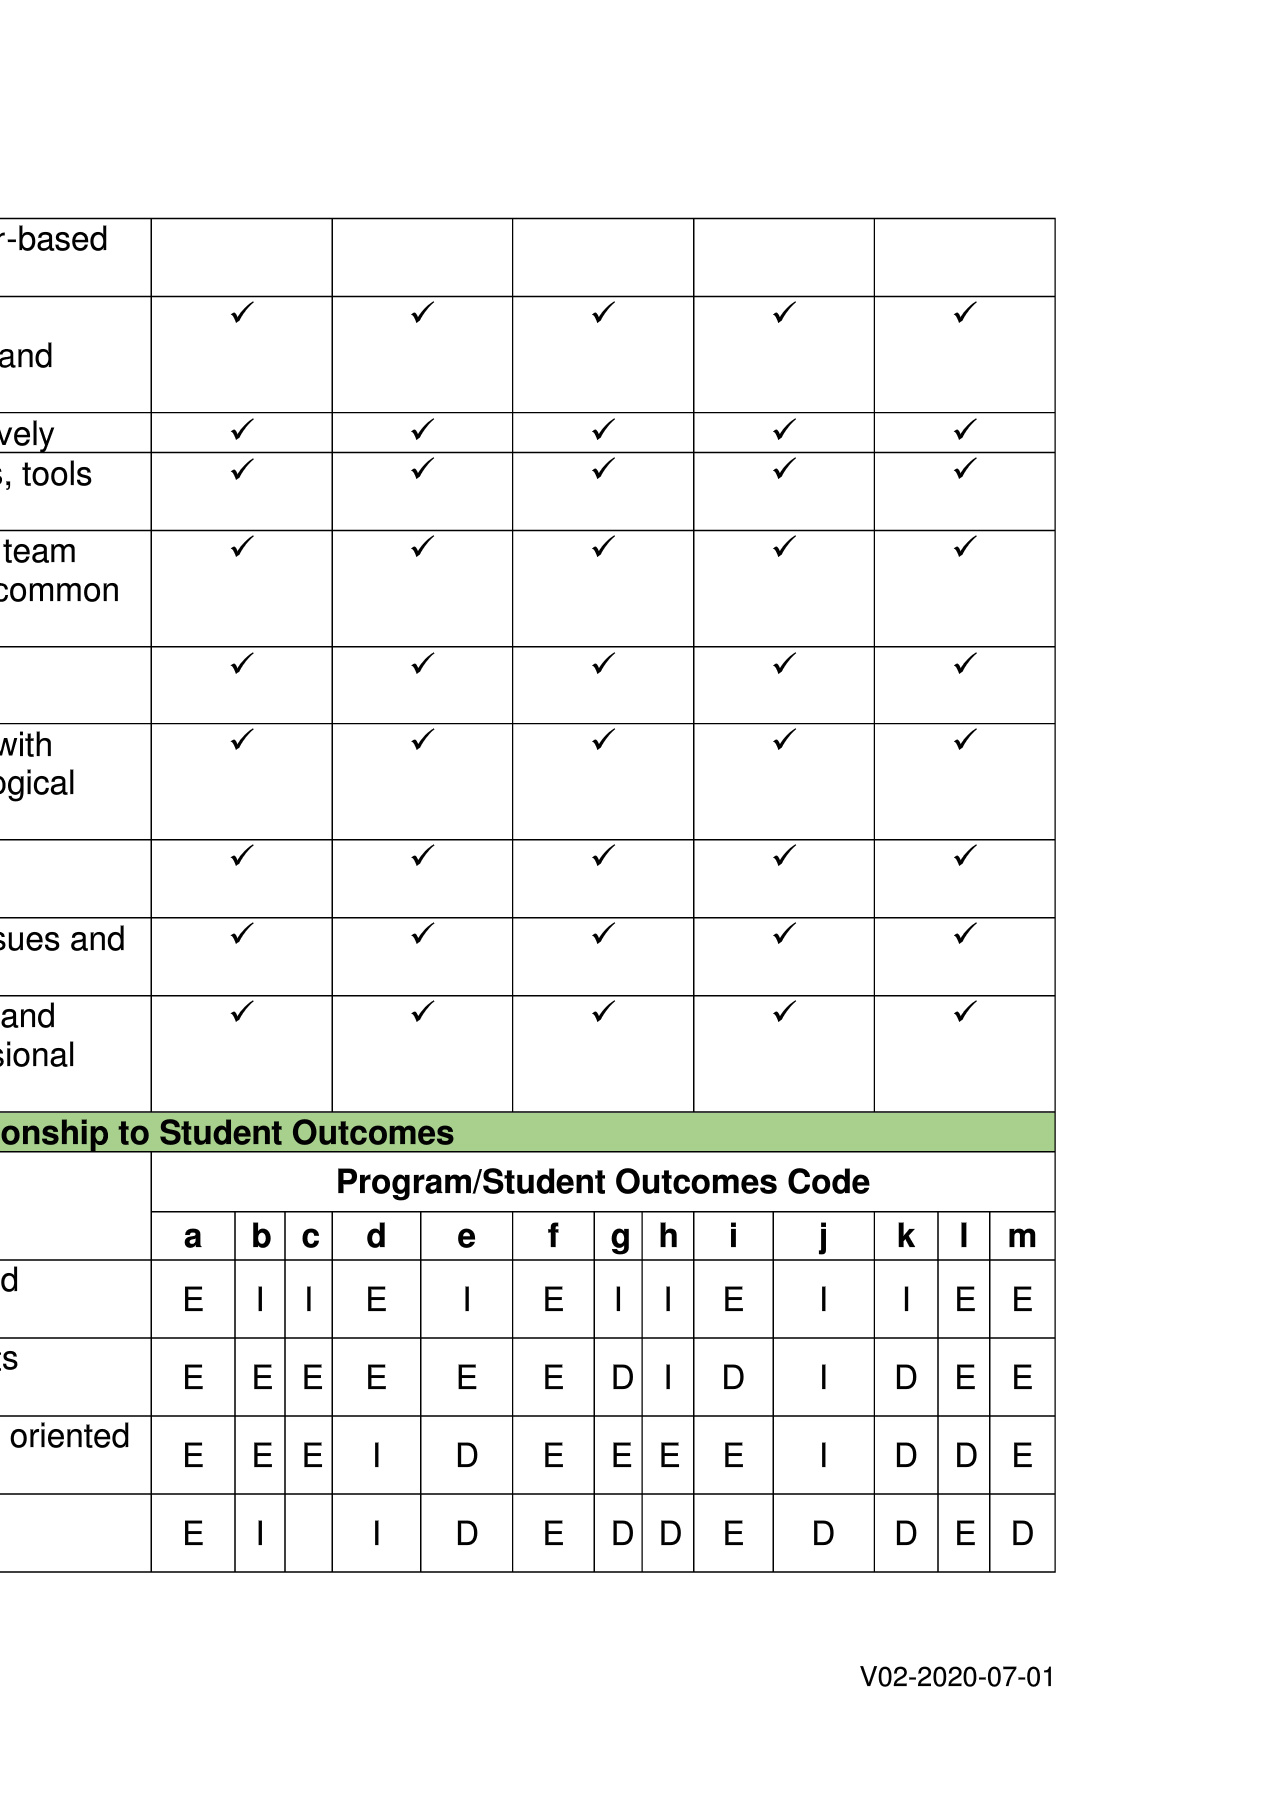 r-based
✓ ✓ ✓ ✓ ✓
and
vely ✓ ✓ ✓ ✓ ✓
s, tools ✓ ✓ ✓ ✓ ✓
team ✓ ✓ ✓ ✓ ✓
common
✓ ✓ ✓ ✓ ✓
with ✓ ✓ ✓ ✓ ✓
ogical
✓ ✓ ✓ ✓ ✓
sues and ✓ ✓ ✓ ✓ ✓
and ✓ ✓ ✓ ✓ ✓
sional
onship to Student Outcomes
Program/Student Outcomes Code
a b c d e f g h i j k l m
d
E I I E I E I I E I I E E
s
E E E E E E D I D I D E E
oriented
E E E I D E E E E I D D E
E I I D E D D E D D E D
V02-2020-07-01